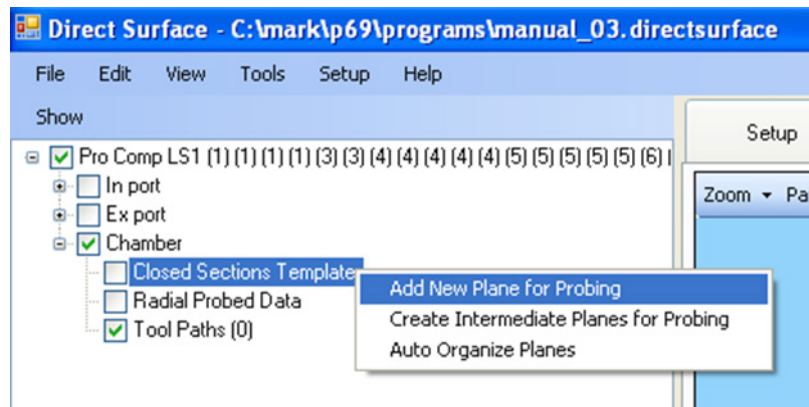 Direct Surface - C:\mark\p69\programs\manual_03.directsurface
File Edit View Tools Setup Help
Show
Setup
Pro Comp LS1 (1) (1) (1) (1) (3) (3) (4) (4) (4) (4) (4) (5) (5) (5) (5) (5) (6) (
Zoom Pa
In port
Ex port
Chamber
Closed Sections Template
Add New Plane for Probing
Radial Probed Data
Create Intermediate Planes for Probing
Tool Paths (0)
Auto Organize Planes